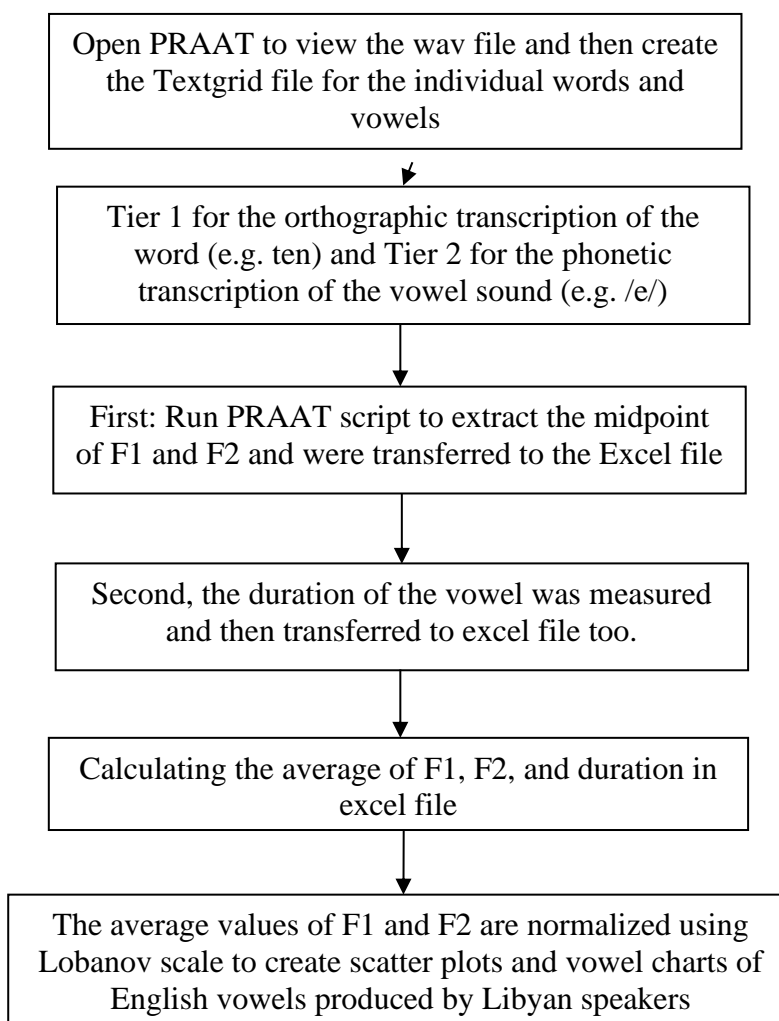 Open PRAAT to view the wav file and then create
the Textgrid file for the individual words and
vowels
Tier 1 for the orthographic transcription of the
word (e.g. ten) and Tier 2 for the phonetic
transcription of the vowel sound (e.g. /e/)
First: Run PRAAT script to extract the midpoint
of F1 and F2 and were transferred to the Excel file
Second, the duration of the vowel was measured
and then transferred to excel file too.
Calculating the average of F1, F2, and duration in
excel file
The average values of F1 and F2 are normalized using
Lobanov scale to create scatter plots and vowel charts of
English vowels produced by Libyan speakers